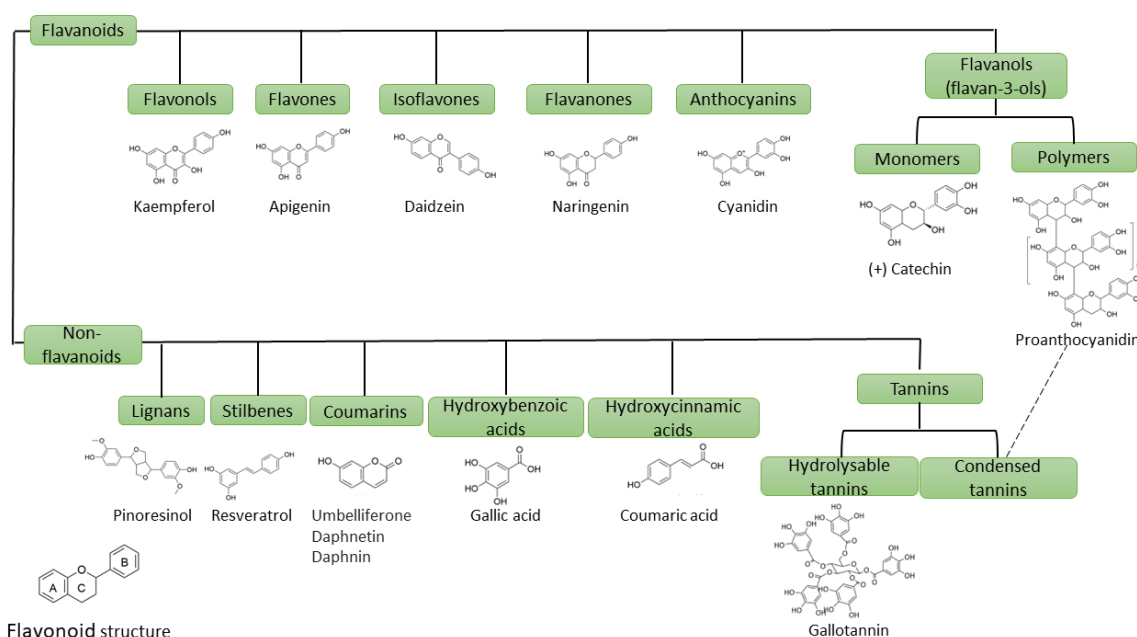 Flavanoids
Flavanols
(flavan-3-ols)
Flavonols
Flavones
Isoflavones
Flavanones
Anthocyanins
Monomers
Polymers
Kaempferol
Apigenin
Daidzein
Naringenin
Cyanidin
(+) Catechin
Proanthocyanidin
Non-
flavanoids
Tannins
Lignans
Stilbenes
Coumarins
Hydroxybenzoic
acids
Hydroxycinnamic
acids
Hydrolysable
tannins
Condensed
tannins
Pinoresinol
Resveratrol
Umbelliferone
Daphnetin
Daphnin
Gallic acid
Coumaric acid
Gallotannin
A
C
B
Flavonoid structure